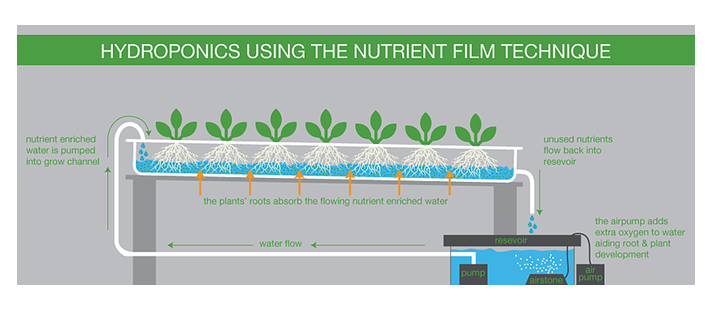 HYDROPONICS USING THE NUTRIENT FILM TECHNIQUE
nutrient enriched
water is pumped
into grow channel
unused nutrients
flow back into
resevoir
the plants' roots absorb the flowing nutrient enriched water
the airpump adds
extra oxygen to water
aiding root & plant
development
water flow
resevoir
pump
airstone
air
pump